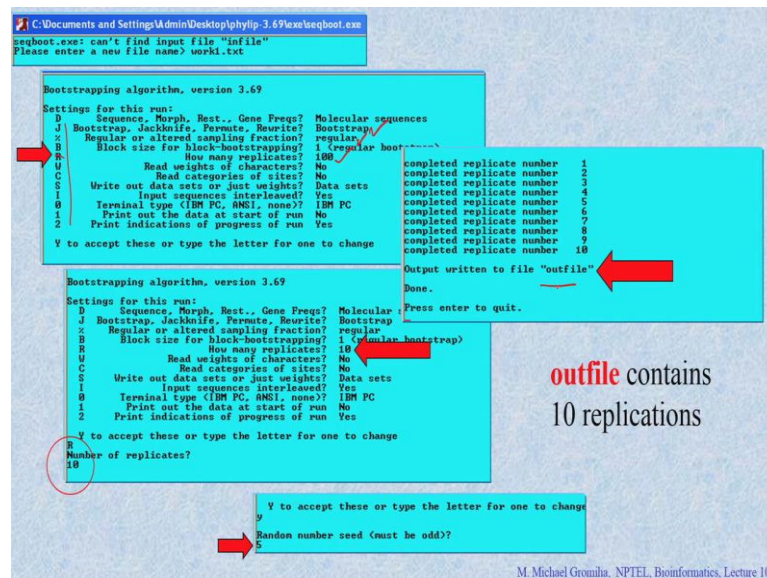 C:\Documents and Settings\Admin\Desktop\phylip-3.69\exe\seqboot.exe
seqboot.exe: can't find input file "infile"
Please enter a new file name> work1.txt
Bootstrapping algorithm, version 3.69
Settings for this run:
D Sequence, Morph, Rest., Gene Freqs? Molecular sequences
J Bootstrap, Jackknife, Permute, Rewrite? Bootstrap
% Regular or altered sampling fraction? regular
B Block size for block-bootstrapping? 1 (regular bootstrap)
R How many replicates? 100
W Read weights of characters? No
C Read categories of sites? No
S Write out data sets or just weights? Data sets
I Input sequences interleaved? Yes
0 Terminal type (IBM PC, ANSI, none)? IBM PC
1 Print out the data at start of run No
2 Print indications of progress of run Yes
Y to accept these or type the letter for one to change
completed replicate number 1
completed replicate number 2
completed replicate number 3
completed replicate number 4
completed replicate number 5
completed replicate number 6
completed replicate number 7
completed replicate number 8
completed replicate number 9
completed replicate number 10
Output written to file "outfile"
Done.
Press enter to quit.
Bootstrapping algorithm, version 3.69
Settings for this run:
D Sequence, Morph, Rest., Gene Freqs? Molecular
J Bootstrap, Jackknife, Permute, Rewrite? Bootstrap
% Regular or altered sampling fraction? regular
B Block size for block-bootstrapping? 1 (regular bootstrap)
R How many replicates? 10
W Read weights of characters? No
C Read categories of sites? No
S Write out data sets or just weights? Data sets
I Input sequences interleaved? Yes
0 Terminal type (IBM PC, ANSI, none)? IBM PC
1 Print out the data at start of run No
2 Print indications of progress of run Yes
Y to accept these or type the letter for one to change
R
Number of replicates?
10
outfile contains
10 replications
Y to accept these or type the letter for one to change
y
Random number seed (must be odd)?
5
M. Michael Gromiha, NPTEL, Bioinformatics, Lecture